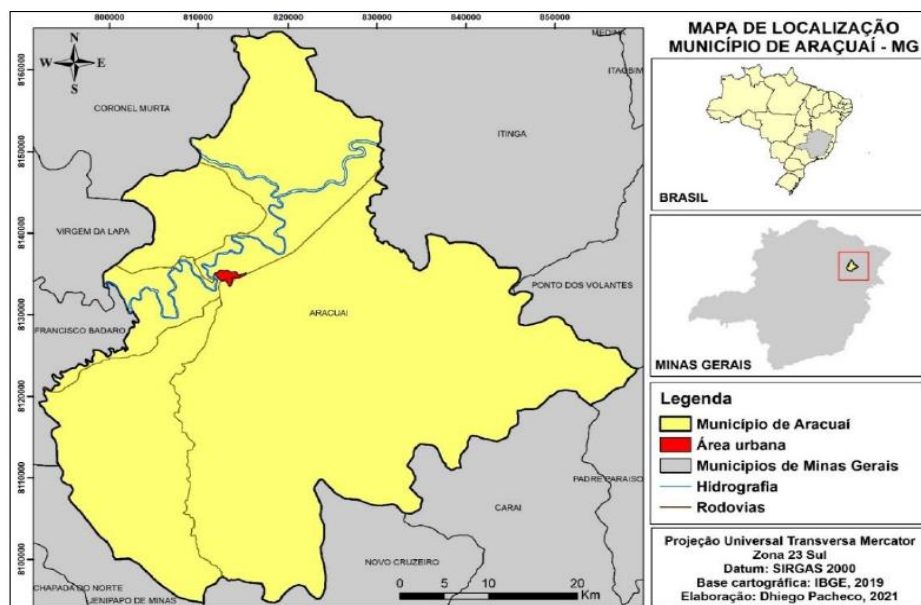 MAPA DE LOCALIZAÇÃO
MUNICÍPIO DE ARAÇUAÍ - MG
800000 810000 820000 830000 840000 850000
8160000
8150000
8140000
8130000
8120000
8110000
8100000
N
W E
S
MEDINA
ITAOBIM
CORONEL MURTA
ITINGA
VIRGEM DA LAPA
PONTO DOS VOLANTES
FRANCISCO BADARO
ARACUAI
PADRE PARAISO
CARAI
NOVO CRUZEIRO
CHAPADA DO NORTE
JENIPAPO DE MINAS
0 5 10 20
Km
BRASIL
MINAS GERAIS
Legenda
Município de Aracuaí
Área urbana
Municipios de Minas Gerais
Hidrografia
Rodovias
Projeção Universal Transversa Mercator
Zona 23 Sul
Datum: SIRGAS 2000
Base cartográfica: IBGE, 2019
Elaboração: Dhiego Pacheco, 2021